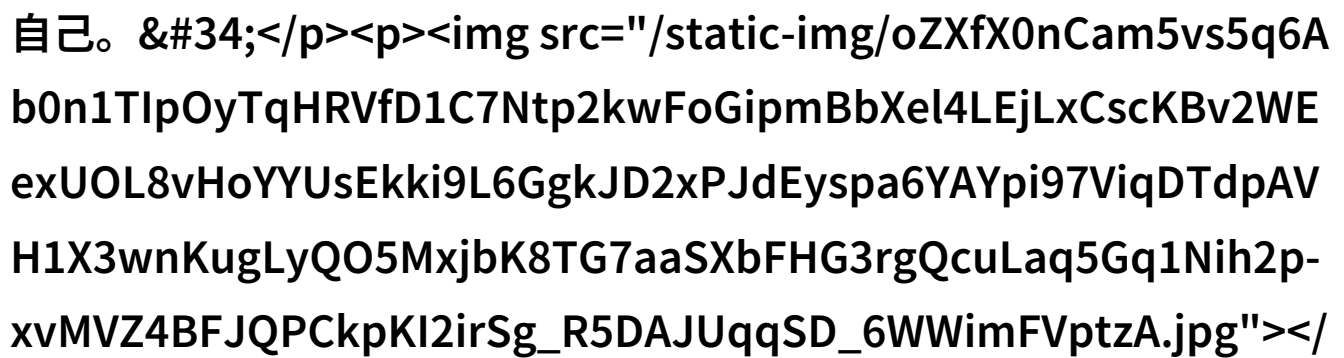 自己。&#34;</p><p><img src="/static-img/oZXfX0nCam5vs5q6A
b0n1TIpOyTqHRVfD1C7Ntp2kwFoGipmBbXel4LEjLxCscKBv2WE
exUOL8vHoYYUsEkki9L6GgkJD2xPJdEyspa6YAYpi97ViqDTdpAV
H1X3wnKugLyQO5MxjbK8TG7aaSXbFHG3rgQcuLaq5Gq1Nih2p-
xvMVZ4BFJQPCkpKI2irSg_R5DAJUqqSD_6WWimFVptzA.jpg"></